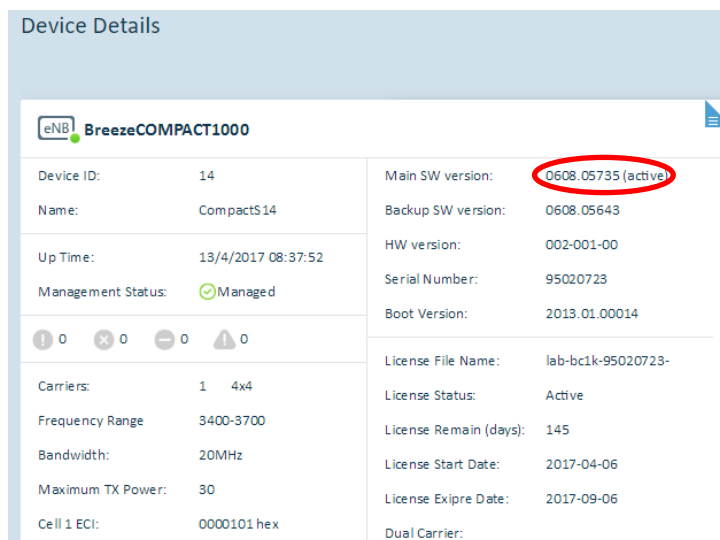 Device Details
eNB BreezeCOMPACT1000
Device ID: 14
Name: CompactS14
Up Time: 13/4/2017 08:37:52
Management Status: Managed
0 0 0 0
Carriers: 1 4x4
Frequency Range 3400-3700
Bandwidth: 20MHz
Maximum TX Power: 30
Cell 1 ECI: 0000101 hex
Main SW version: 0608.05735 (active)
Backup SW version: 0608.05643
HW version: 002-001-00
Serial Number: 95020723
Boot Version: 2013.01.00014
License File Name: lab-bc1k-95020723-
License Status: Active
License Remain (days): 145
License Start Date: 2017-04-06
License Exipre Date: 2017-09-06
Dual Carrier: